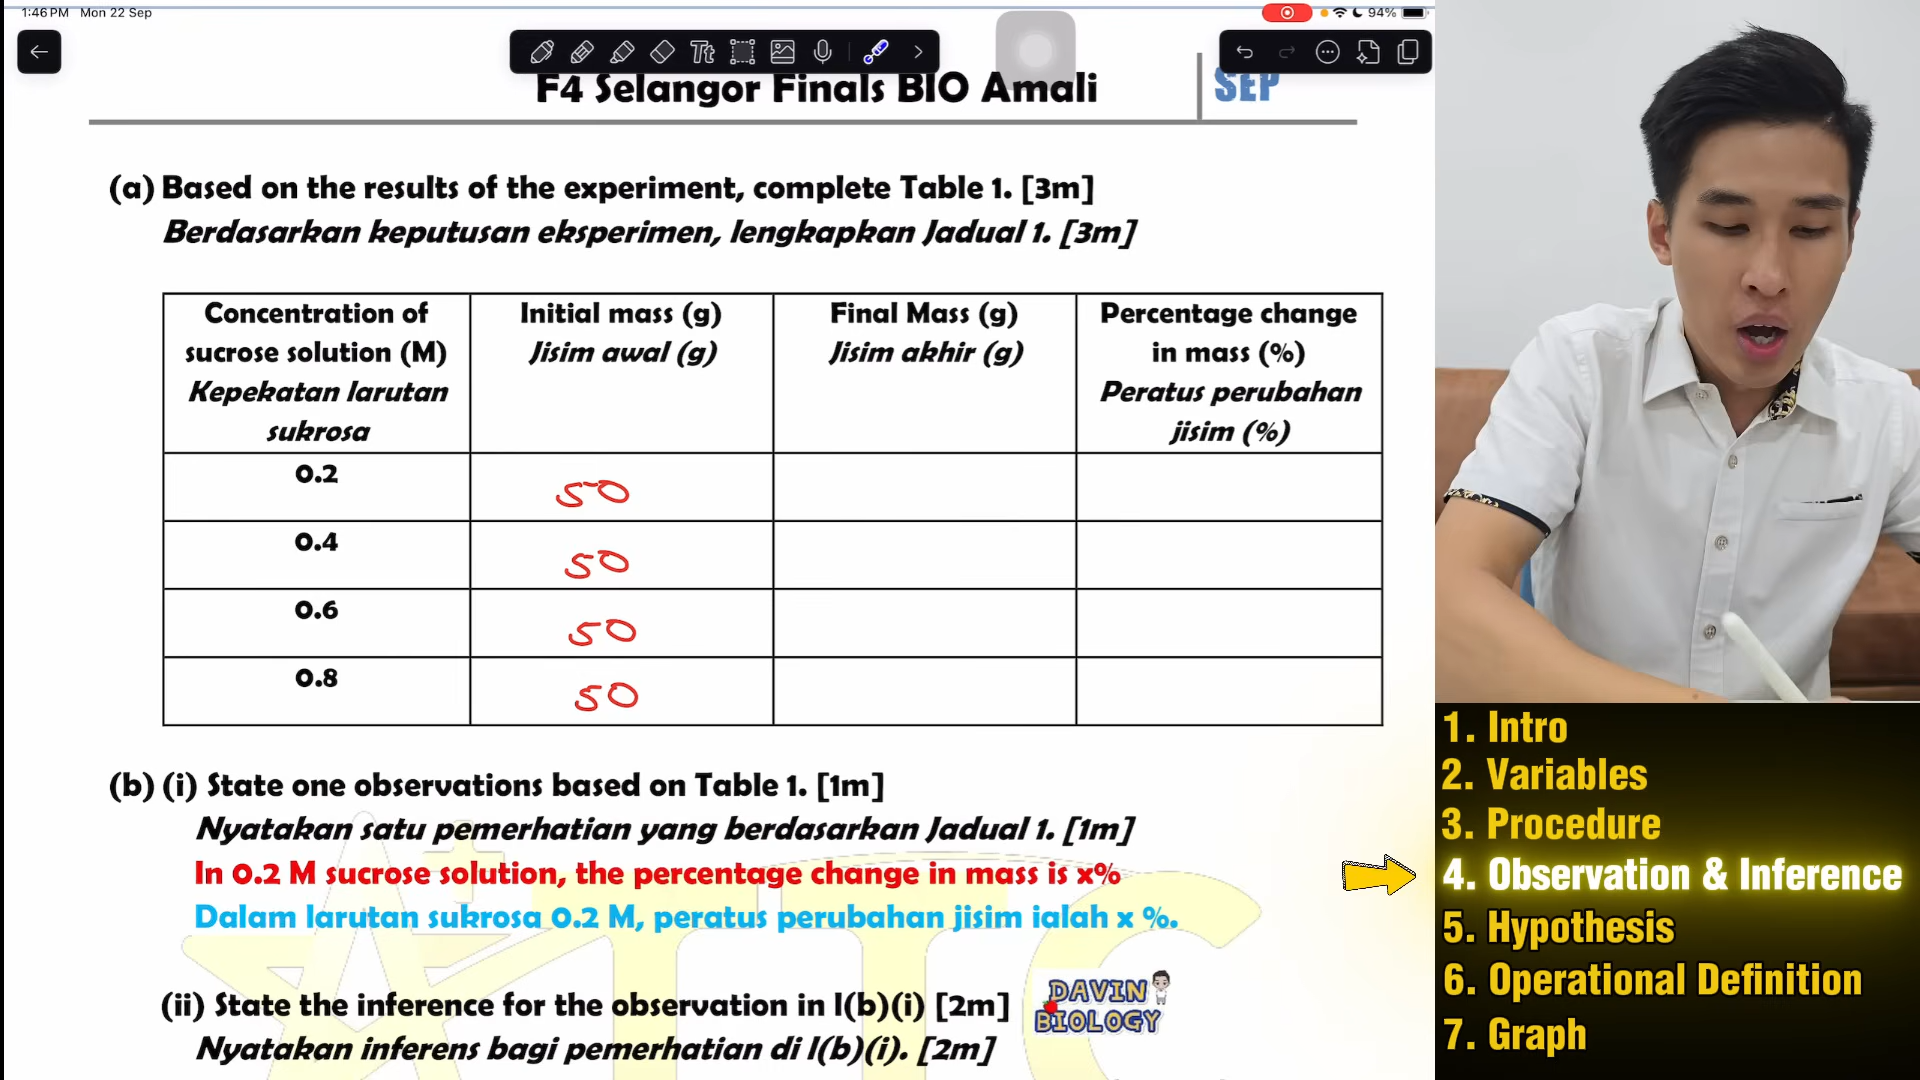 1:46 PM Mon 22 Sep
94%
Tt
F4 Selangor Finals BIO Amali
SEP
(a) Based on the results of the experiment, complete Table 1. [3m]
Berdasarkan keputusan eksperimen, lengkapkan Jadual 1. [3m]
Concentration of sucrose solution (M) Kepekatan larutan sukrosa
Initial mass (g) Jisim awal (g)
Final Mass (g) Jisim akhir (g)
Percentage change in mass (%) Peratus perubahan jisim (%)
0.2 50
0.4 50
0.6 50
0.8 50
(b) (i) State one observations based on Table 1. [1m]
Nyatakan satu pemerhatian yang berdasarkan Jadual 1. [1m]
In 0.2 M sucrose solution, the percentage change in mass is x%
Dalam larutan sukrosa 0.2 M, peratus perubahan jisim ialah x %.
(ii) State the inference for the observation in I(b)(i) [2m]
Nyatakan inferens bagi pemerhatian di I(b)(i). [2m]
DAVIN
BIOLOGY
TTC
1. Intro
2. Variables
3. Procedure
4. Observation & Inference
5. Hypothesis
6. Operational Definition
7. Graph